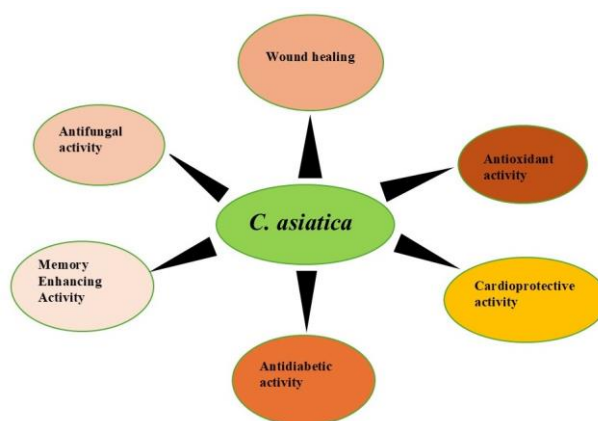 Wound healing
Antifungal
activity
Antioxidant
activity
C. asiatica
Memory
Enhancing
Activity
Cardioprotective
activity
Antidiabetic
activity